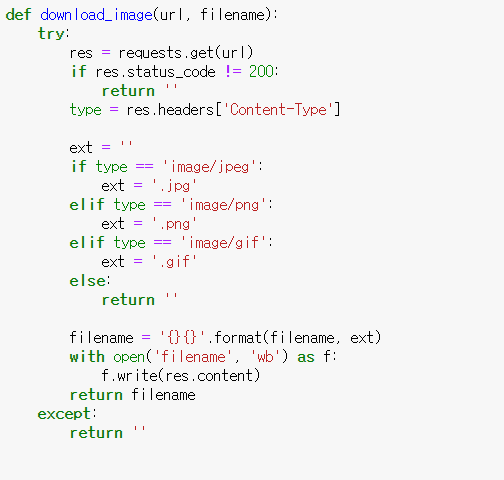 def download_image(url, filename):
    try:
        res = requests.get(url)
        if res.status_code != 200:
            return ''
        type = res.headers['Content-Type']
        ext = ''
        if type == 'image/jpeg':
            ext = '.jpg'
        elif type == 'image/png':
            ext = '.png'
        elif type == 'image/gif':
            ext = '.gif'
        else:
            return ''
        filename = '{}{}'.format(filename, ext)
        with open('filename', 'wb') as f:
            f.write(res.content)
        return filename
    except:
        return ''